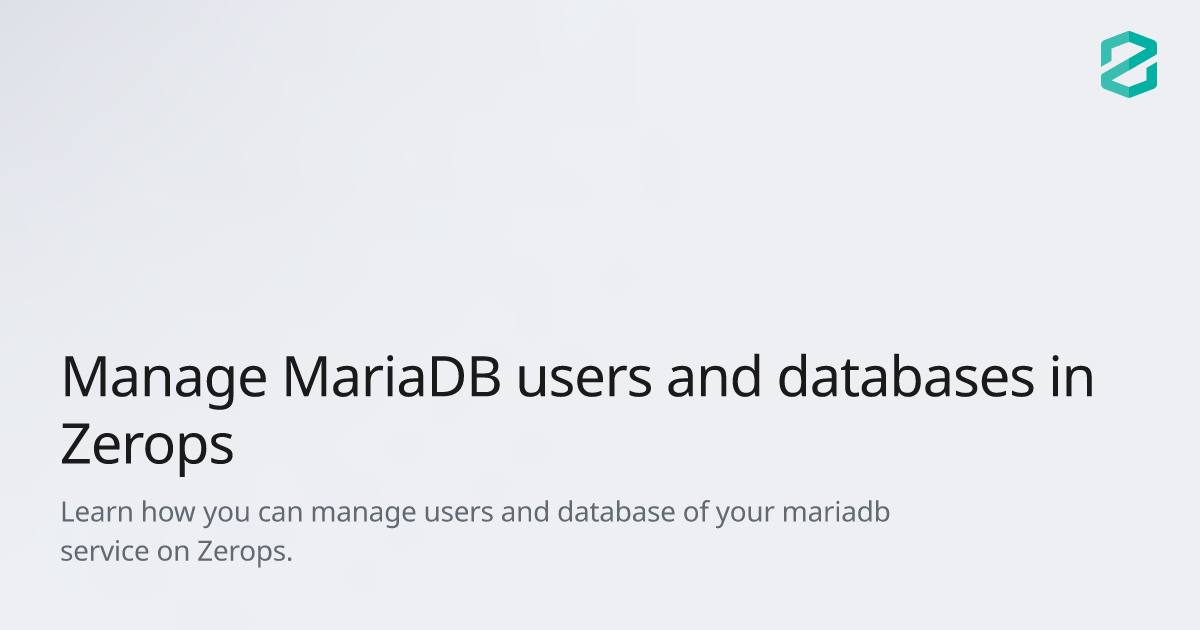 Manage MariaDB users and databases in
Zerops
Learn how you can manage users and database of your mariadb
service on Zerops.